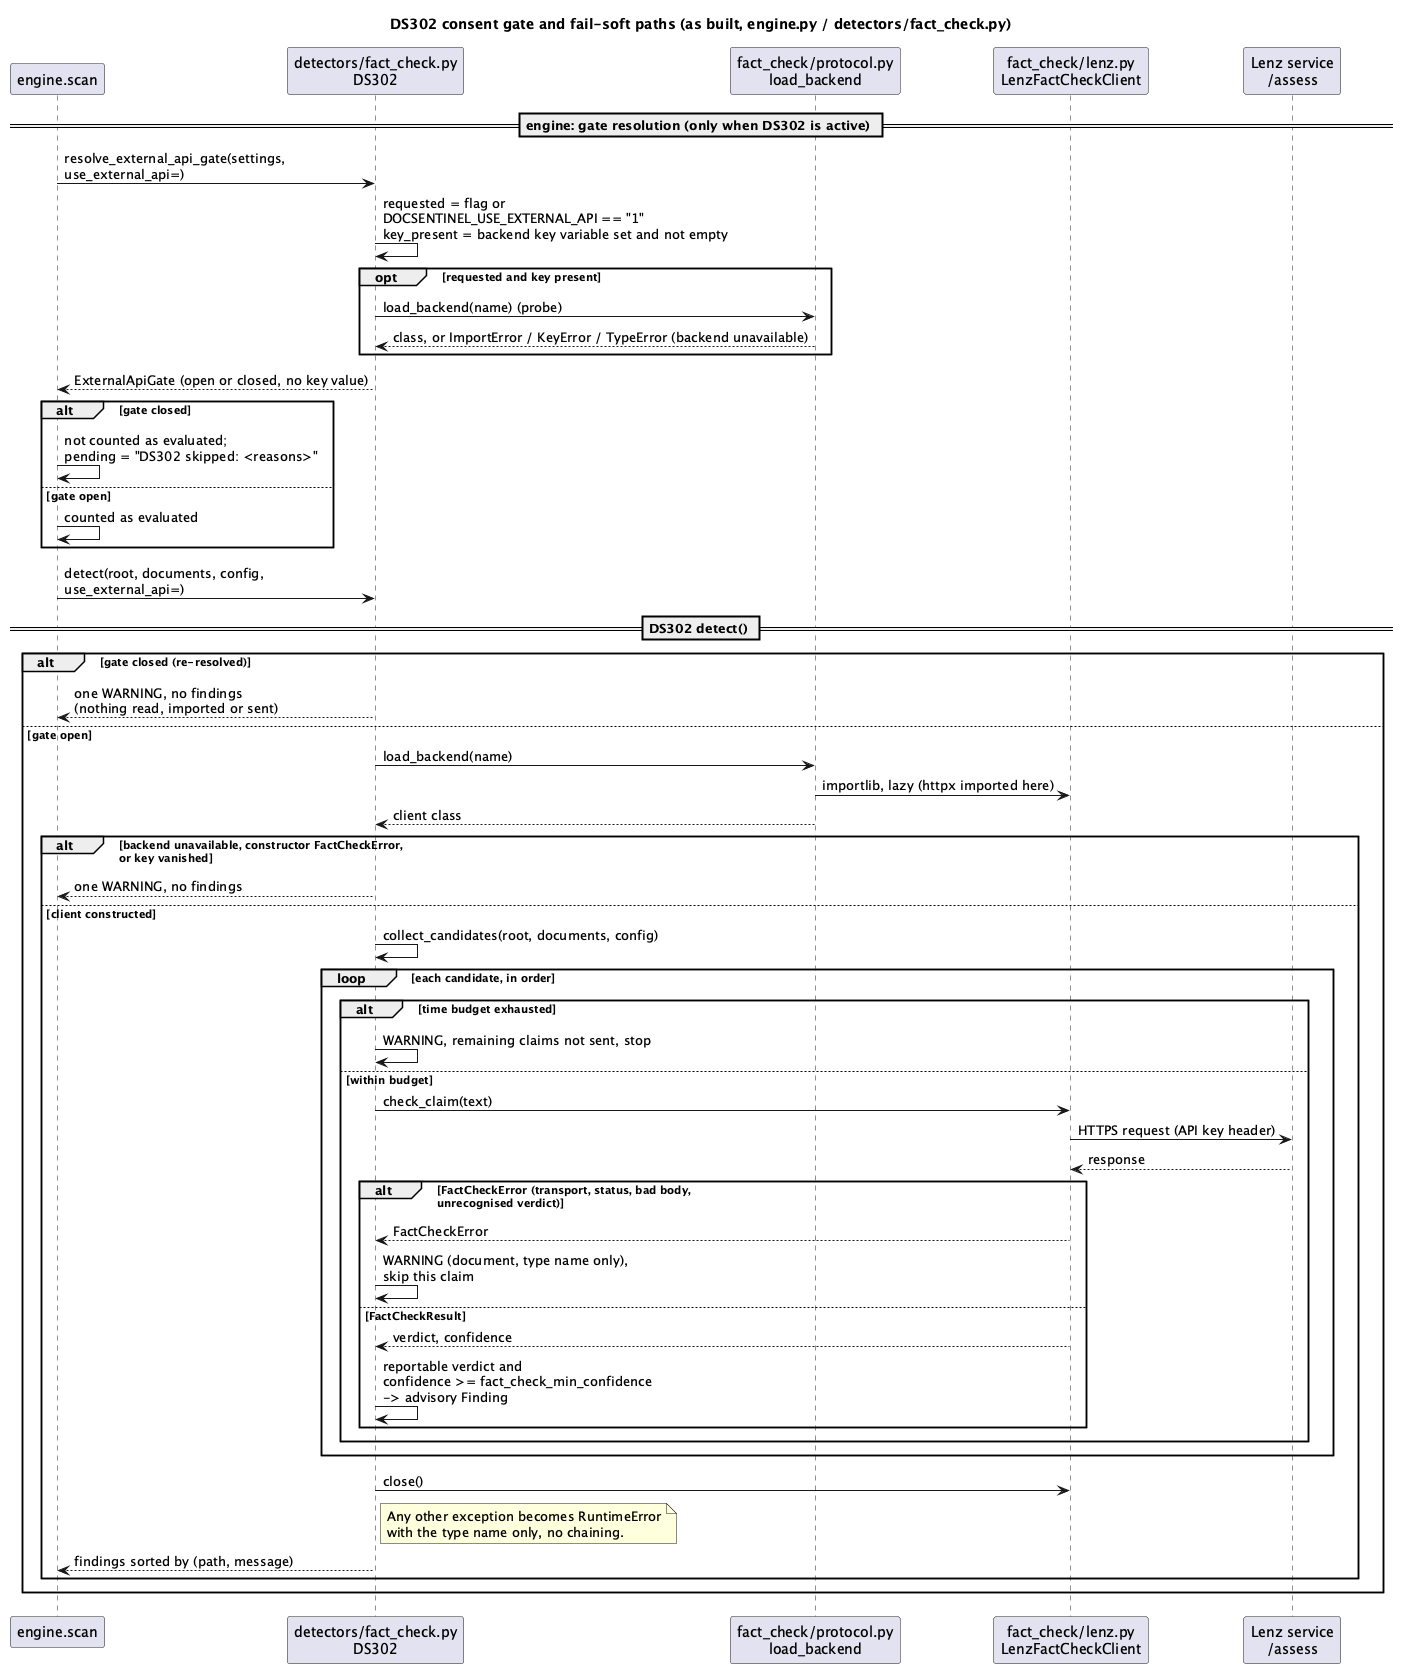 DS302 consent gate and fail-soft paths (as built, engine.py / detectors/fact_check.py)
engine.scan
detectors/fact_check.py
DS302
fact_check/protocol.py
load_backend
fact_check/lenz.py
LenzFactCheckClient
Lenz service
/assess
engine: gate resolution (only when DS302 is active)
resolve_external_api_gate(settings,
use_external_api=)
requested = flag or
DOCSENTINEL_USE_EXTERNAL_API == "1"
key_present = backend key variable set and not empty
opt
[requested and key present]
load_backend(name) (probe)
class, or ImportError / KeyError / TypeError (backend unavailable)
ExternalApiGate (open or closed, no key value)
alt
[gate closed]
not counted as evaluated;
pending = "DS302 skipped: <reasons>"
[gate open]
counted as evaluated
detect(root, documents, config,
use_external_api=)
DS302 detect()
alt
[gate closed (re-resolved)]
one WARNING, no findings
(nothing read, imported or sent)
[gate open]
load_backend(name)
importlib, lazy (httpx imported here)
client class
alt
[backend unavailable, constructor FactCheckError,
or key vanished]
one WARNING, no findings
[client constructed]
collect_candidates(root, documents, config)
loop
[each candidate, in order]
alt
[time budget exhausted]
WARNING, remaining claims not sent, stop
[within budget]
check_claim(text)
HTTPS request (API key header)
response
alt
[FactCheckError (transport, status, bad body,
unrecognised verdict)]
FactCheckError
WARNING (document, type name only),
skip this claim
[FactCheckResult]
verdict, confidence
reportable verdict and
confidence >= fact_check_min_confidence
-> advisory Finding
close()
Any other exception becomes RuntimeError
with the type name only, no chaining.
findings sorted by (path, message)
engine.scan
detectors/fact_check.py
DS302
fact_check/protocol.py
load_backend
fact_check/lenz.py
LenzFactCheckClient
Lenz service
/assess